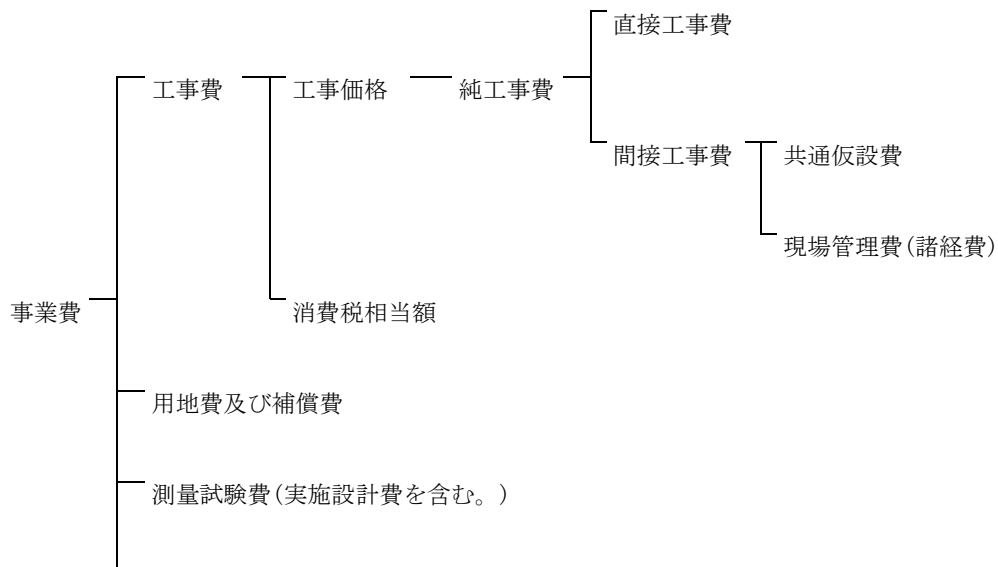 直接工事費
工事費
工事価格
純工事費
間接工事費
共通仮設費
現場管理費(諸経費)
事業費
消費税相当額
用地費及び補償費
測量試験費(実施設計費を含む。)